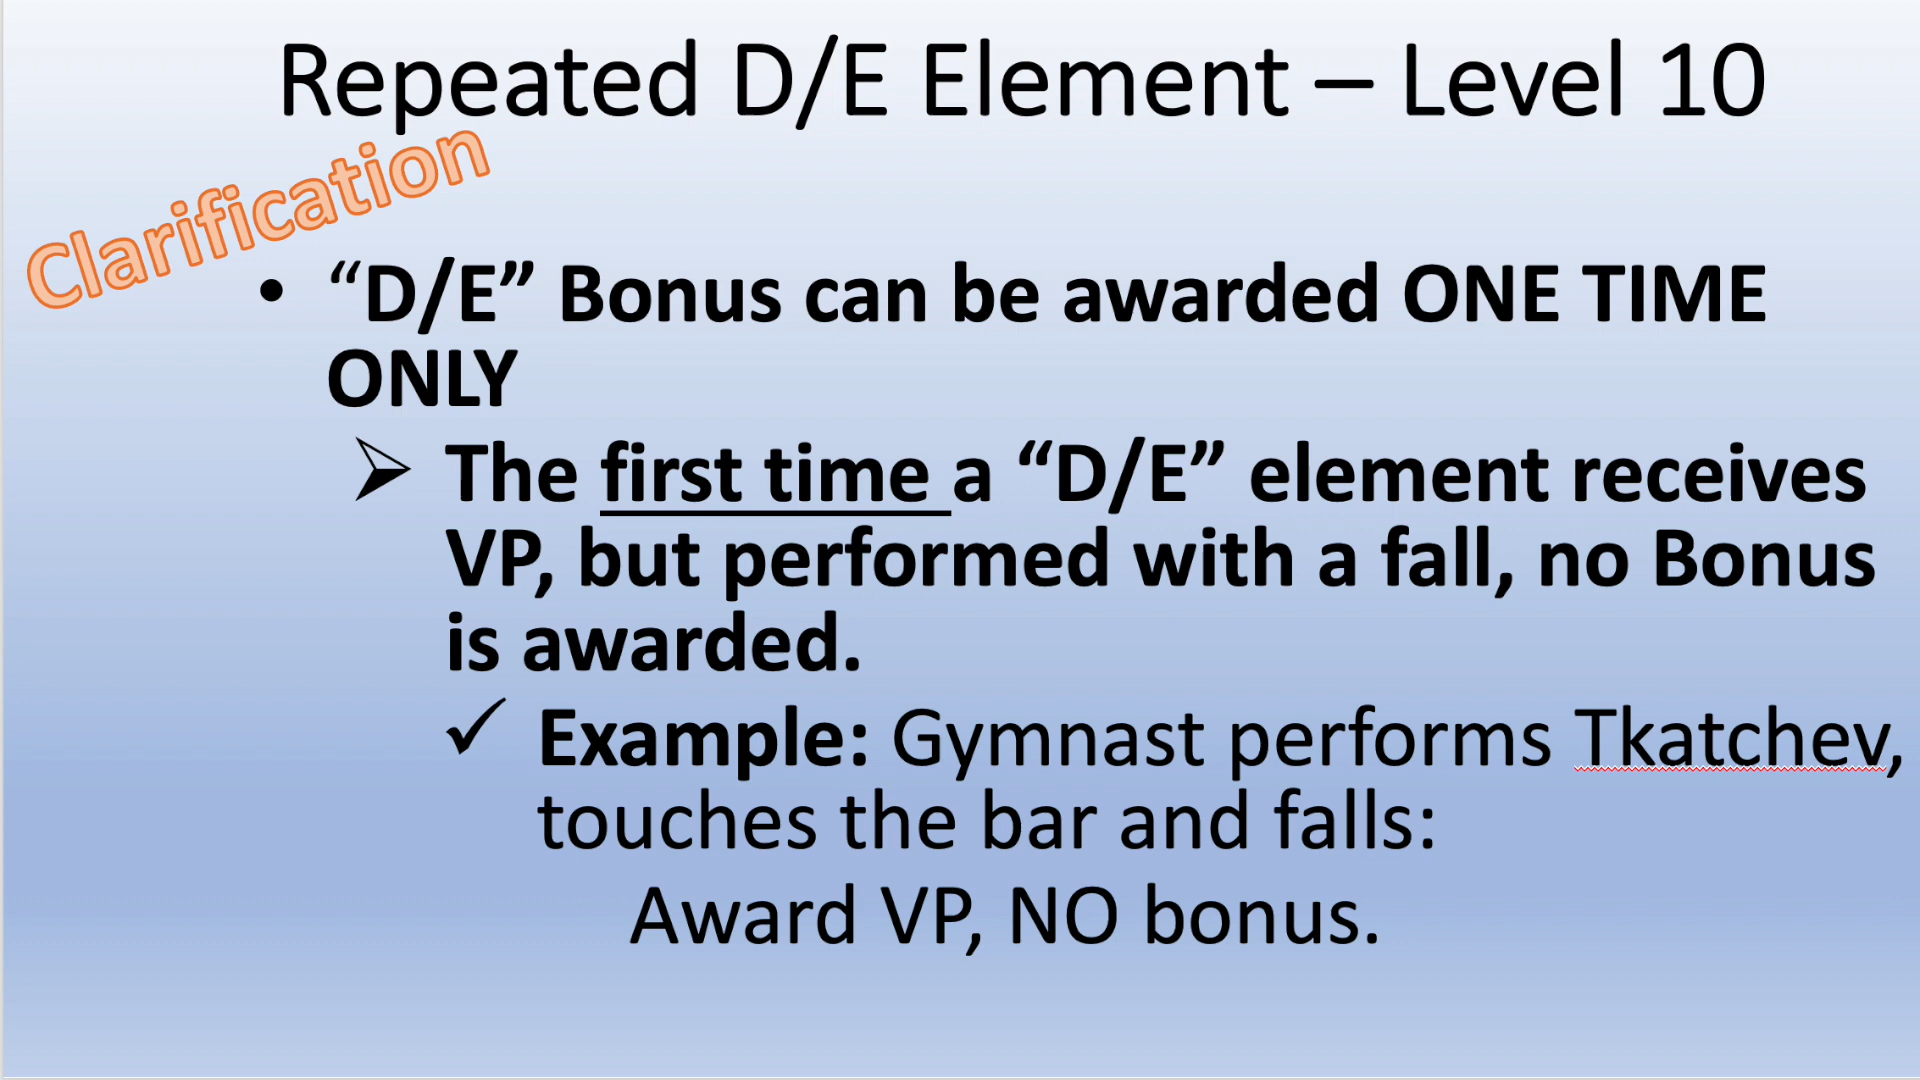 Repeated D/E Element – Level 10
Clarification
• “D/E” Bonus can be awarded ONE TIME
ONLY
➢ The first time a “D/E” element receives
VP, but performed with a fall, no Bonus
is awarded.
✓ Example: Gymnast performs Tkatchev,
touches the bar and falls:
Award VP, NO bonus.